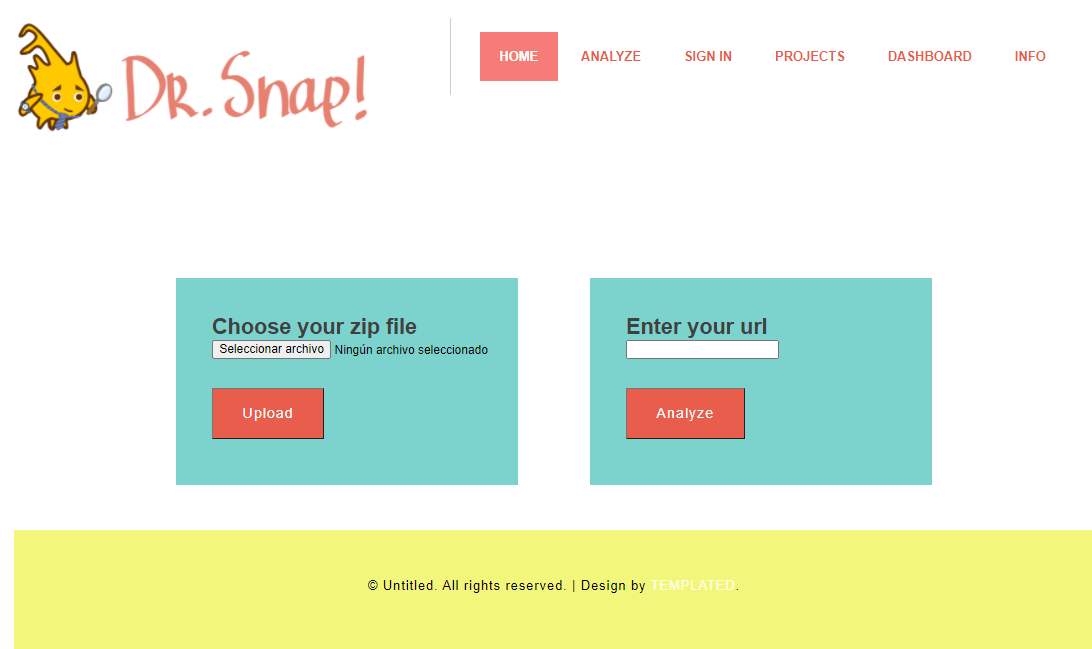 Dr. Snap!
HOME ANALYZE SIGN IN PROJECTS DASHBOARD INFO
Choose your zip file
Seleccionar archivo Ningún archivo seleccionado
Upload
Enter your url
Analyze
© Untitled. All rights reserved. | Design by TEMPLATED.